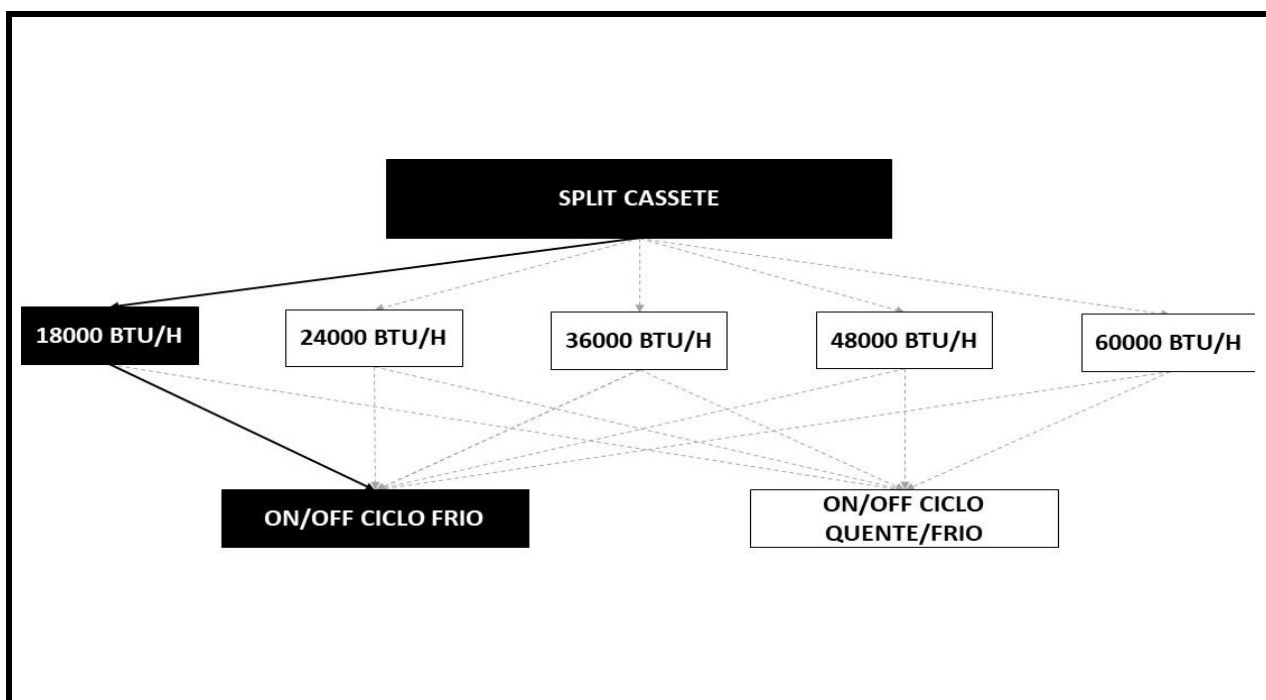 SPLIT CASSETE
18000 BTU/H
24000 BTU/H
36000 BTU/H
48000 BTU/H
60000 BTU/H
ON/OFF CICLO FRIO
ON/OFF CICLO
QUENTE/FRIO